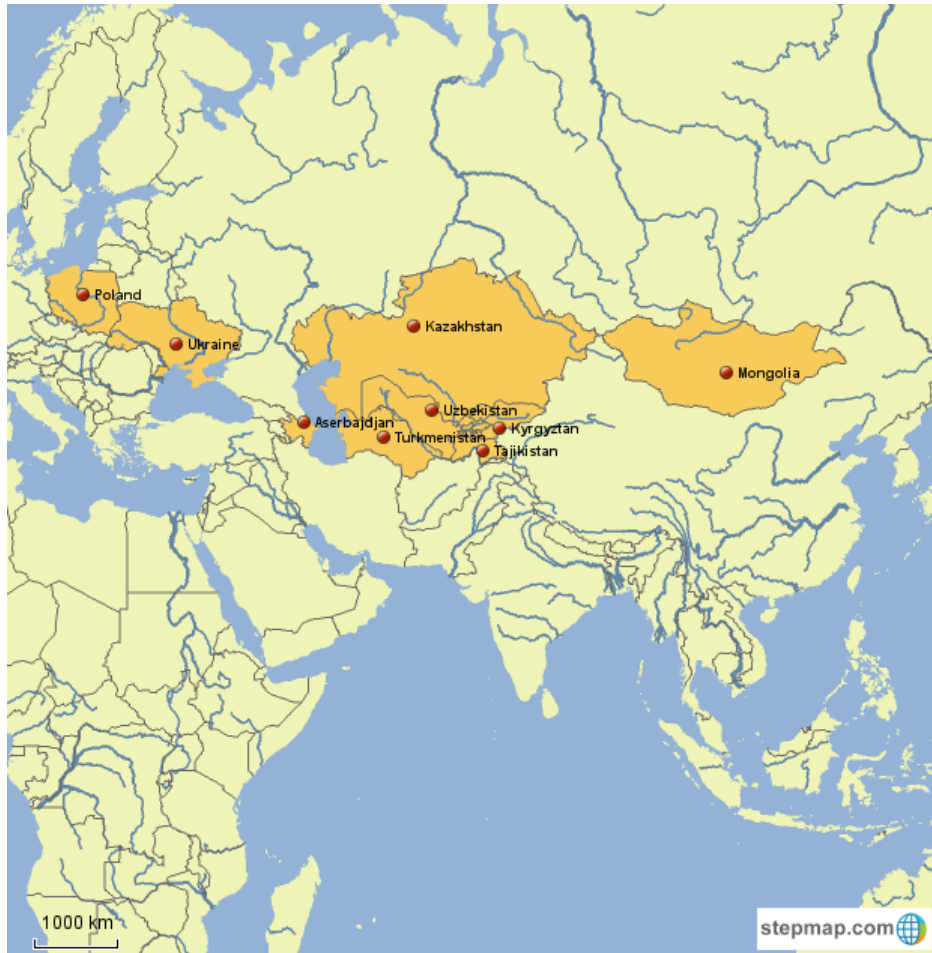 Poland
Kazakhstan
Ukraine
Mongolia
Uzbekistan
Aserbajdjan
Kyrgyztan
Turkmenistan
Tajikistan
1000 km
stepmap.com